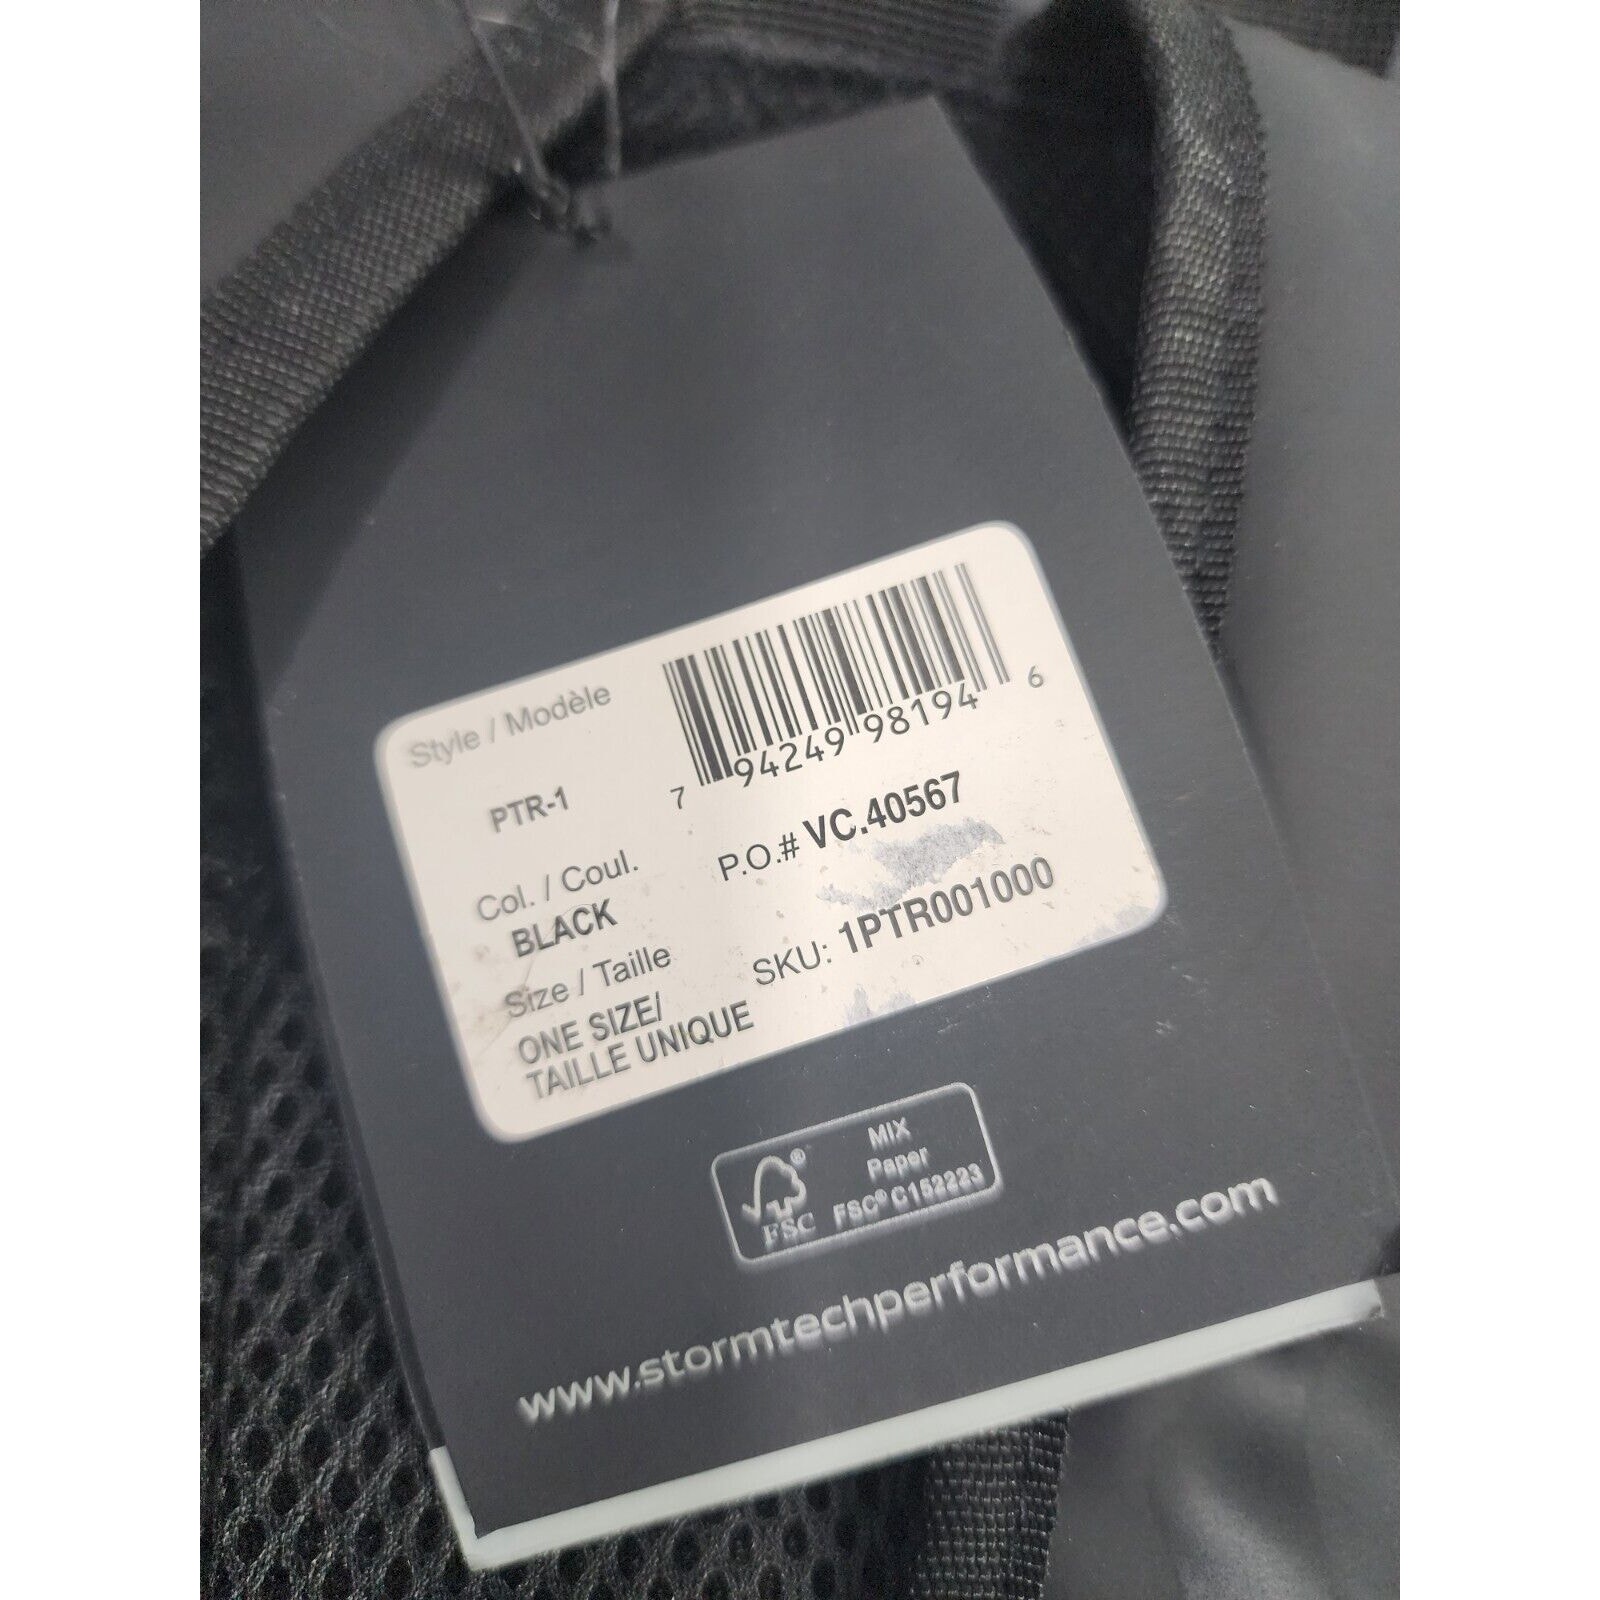 Style / Modèle
PTR-1
7 94249 98194 6
Col. / Coul.
BLACK
P.O.# VC.40567
Size / Taille
ONE SIZE/
TAILLE UNIQUE
SKU: 1PTR001000
®
FSC
MIX
Paper
FSC® C152223
www.stormtechperformance.com